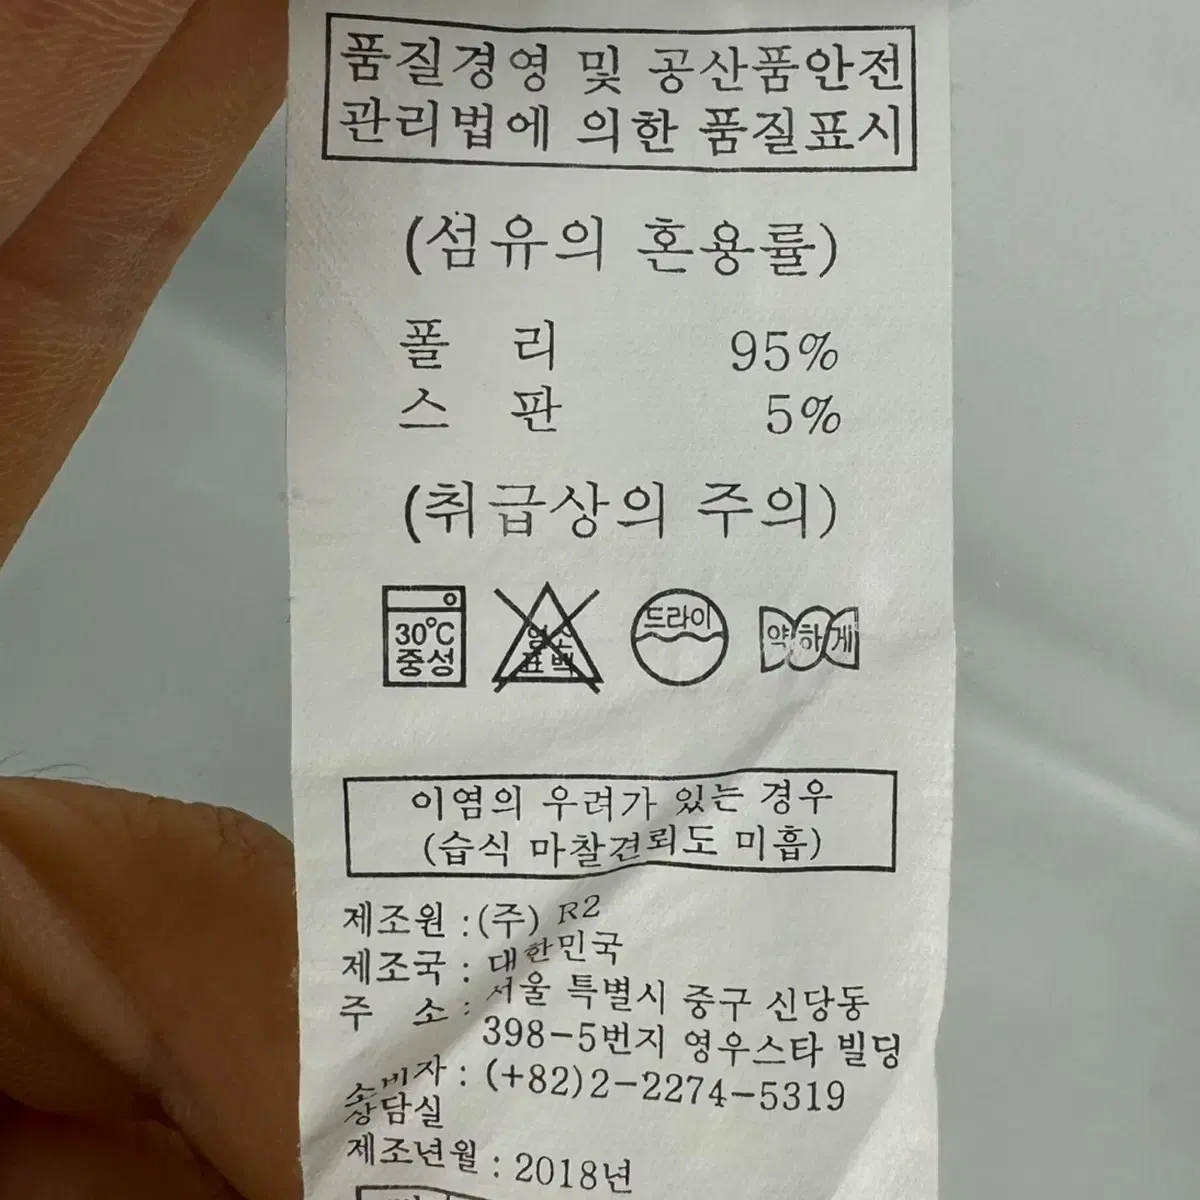 품질경영 및 공산품안전
관리법에 의한 품질표시
(섬유의 혼용률)
폴 리 95%
스 판 5%
(취급상의 주의)
30℃
중성
염소
표백
드라이
약하게
이염의 우려가 있는 경우
(습식 마찰견뢰도 미흡)
제조원 : (주) R2
제조국 : 대한민국
주 소 : 서울 특별시 중구 신당동
398-5번지 영우스타 빌딩
소비자 : (+82)2-2274-5319
상담실
제조년월 : 2018년